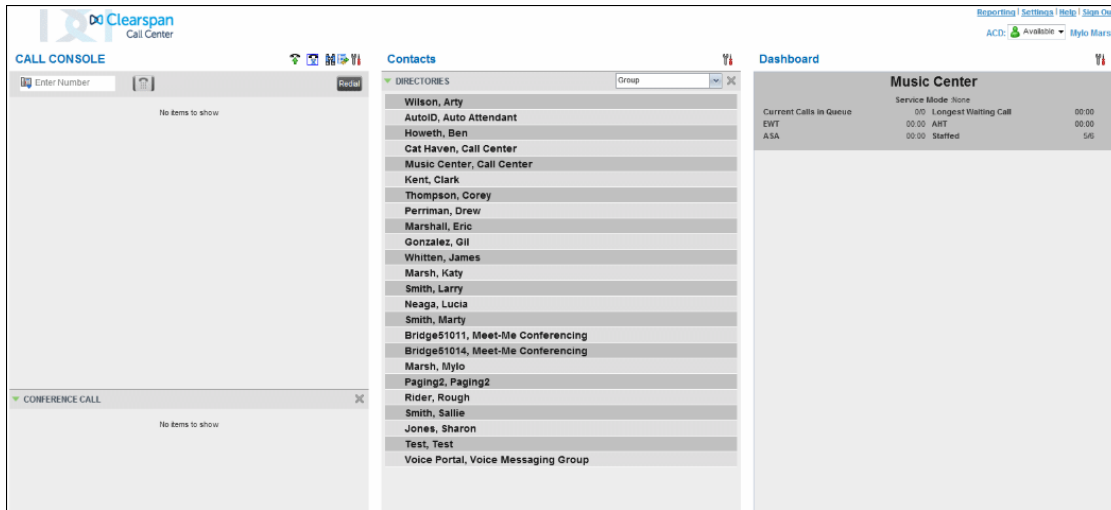 Clearspan
Call Center
Reporting | Settings | Help | Sign Ou
ACD: Available Mylo Mars
CALL CONSOLE
Enter Number
Redial
No items to show
CONFERENCE CALL
No items to show
Contacts
DIRECTORIES
Group
Wilson, Arty
AutoID, Auto Attendant
Howeth, Ben
Cat Haven, Call Center
Music Center, Call Center
Kent, Clark
Thompson, Corey
Perriman, Drew
Marshall, Eric
Gonzalez, Gil
Whitten, James
Marsh, Katy
Smith, Larry
Neaga, Lucia
Smith, Marty
Bridge51011, Meet-Me Conferencing
Bridge51014, Meet-Me Conferencing
Marsh, Mylo
Paging2, Paging2
Rider, Rough
Smith, Sallie
Jones, Sharon
Test, Test
Voice Portal, Voice Messaging Group
Dashboard
Music Center
Service Mode :None
Current Calls in Queue 0/0 Longest Waiting Call 00:00
EWT 00:00 AHT 00:00
ASA 00:00 Staffed 5/6